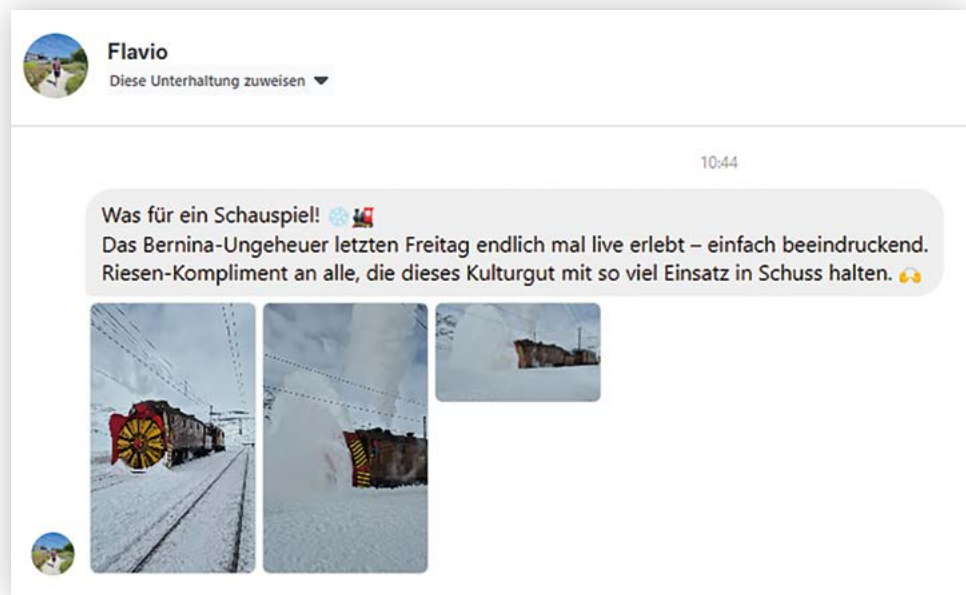 Flavio
Diese Unterhaltung zuweisen
10:44
Was für ein Schauspiel! ❄️🚂
Das Bernina-Ungeheuer letzten Freitag endlich mal live erlebt – einfach beeindruckend.
Riesen-Kompliment an alle, die dieses Kulturgut mit so viel Einsatz in Schuss halten. 🙌